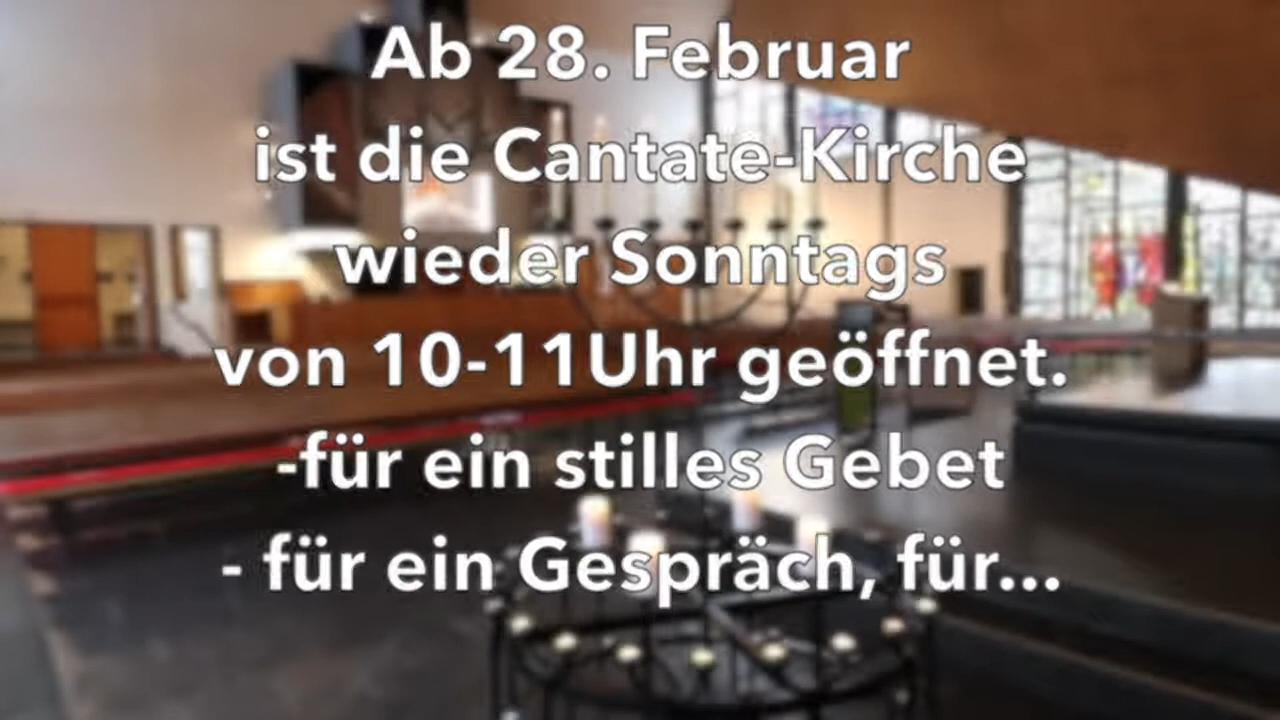 Ab 28. Februar
ist die Cantate-Kirche
wieder Sonntags
von 10-11Uhr geöffnet.
-für ein stilles Gebet
- für ein Gespräch, für...